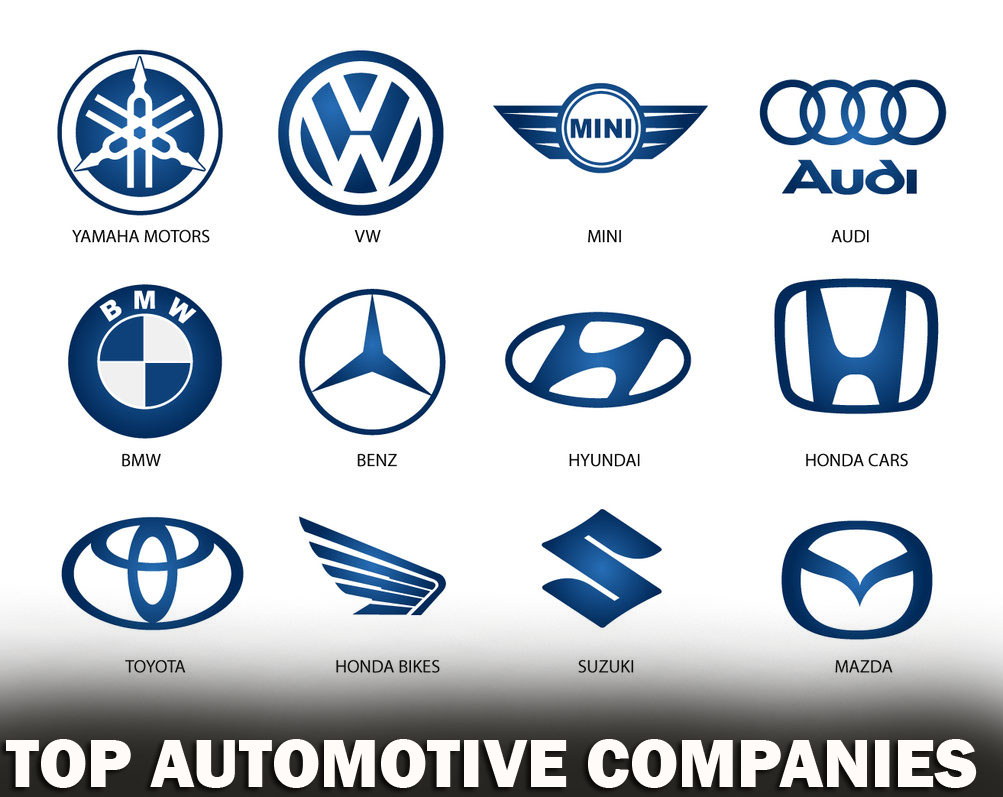 MINI
Audi
YAMAHA MOTORS
VW
MINI
AUDI
BMW
BMW
BENZ
HYUNDAI
HONDA CARS
TOYOTA
HONDA BIKES
SUZUKI
MAZDA
TOP AUTOMOTIVE COMPANIES